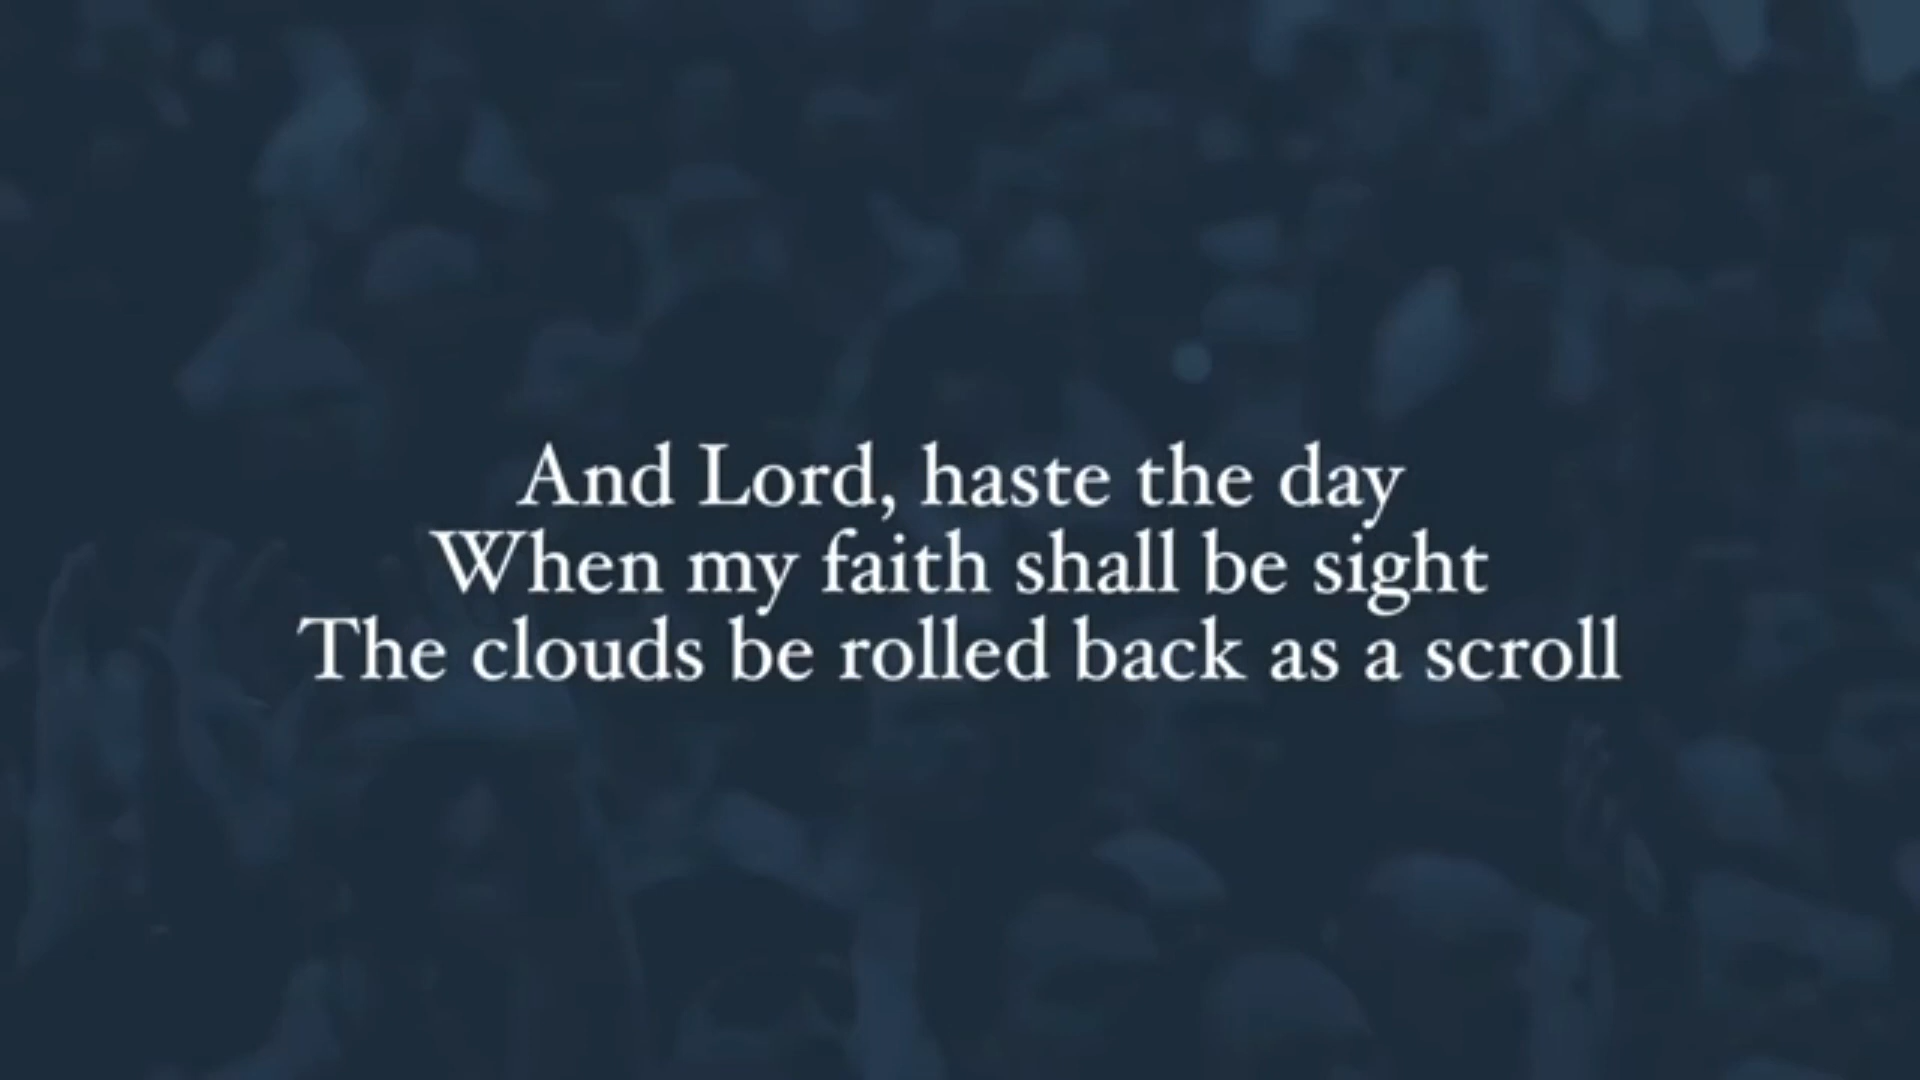 And Lord, haste the day
When my faith shall be sight
The clouds be rolled back as a scroll